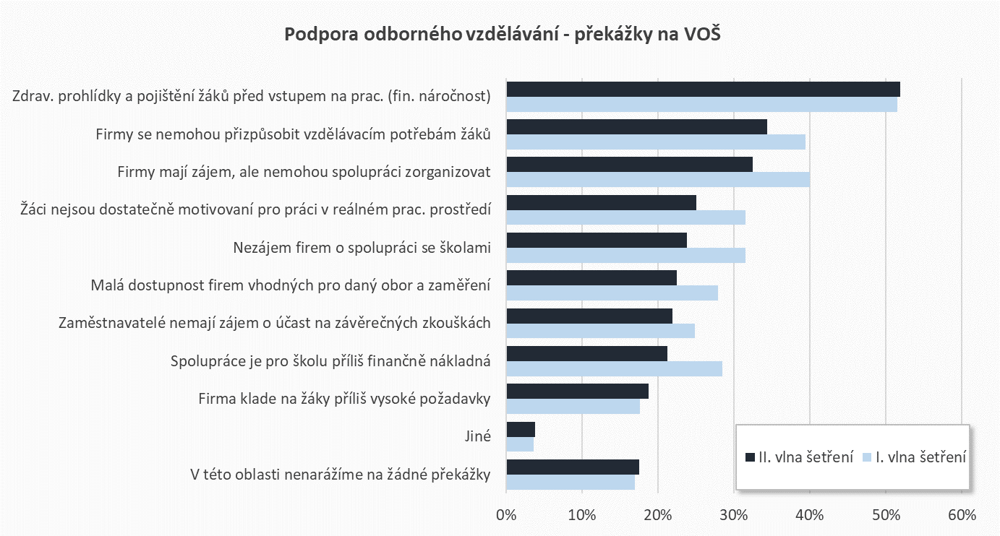 Podpora odborného vzdělávání - překážky na VOŠ
Zdrav. prohlídky a pojištění žáků před vstupem na prac. (fin. náročnost)
Firmy se nemohou přizpůsobit vzdělávacím potřebám žáků
Firmy mají zájem, ale nemohou spolupráci zorganizovat
Žáci nejsou dostatečně motivovaní pro práci v reálném prac. prostředí
Nezájem firem o spolupráci se školami
Malá dostupnost firem vhodných pro daný obor a zaměření
Zaměstnavatelé nemají zájem o účast na závěrečných zkouškách
Spolupráce je pro školu příliš finančně nákladná
Firma klade na žáky příliš vysoké požadavky
Jiné
V této oblasti nenarážíme na žádné překážky
II. vlna šetření I. vlna šetření
0% 10% 20% 30% 40% 50% 60%